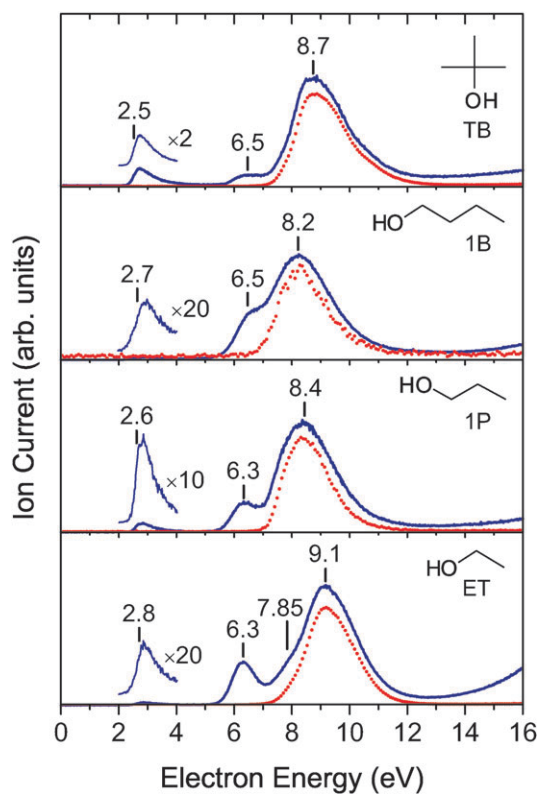 8.7
2.5
×2
6.5
OH
TB
8.2
HO
1B
2.7
6.5
×20
8.4
HO
1P
2.6
6.3
×10
9.1
HO
ET
2.8
6.3
7.85
×20
0 2 4 6 8 10 12 14 16
Electron Energy (eV)
Ion Current (arb. units)